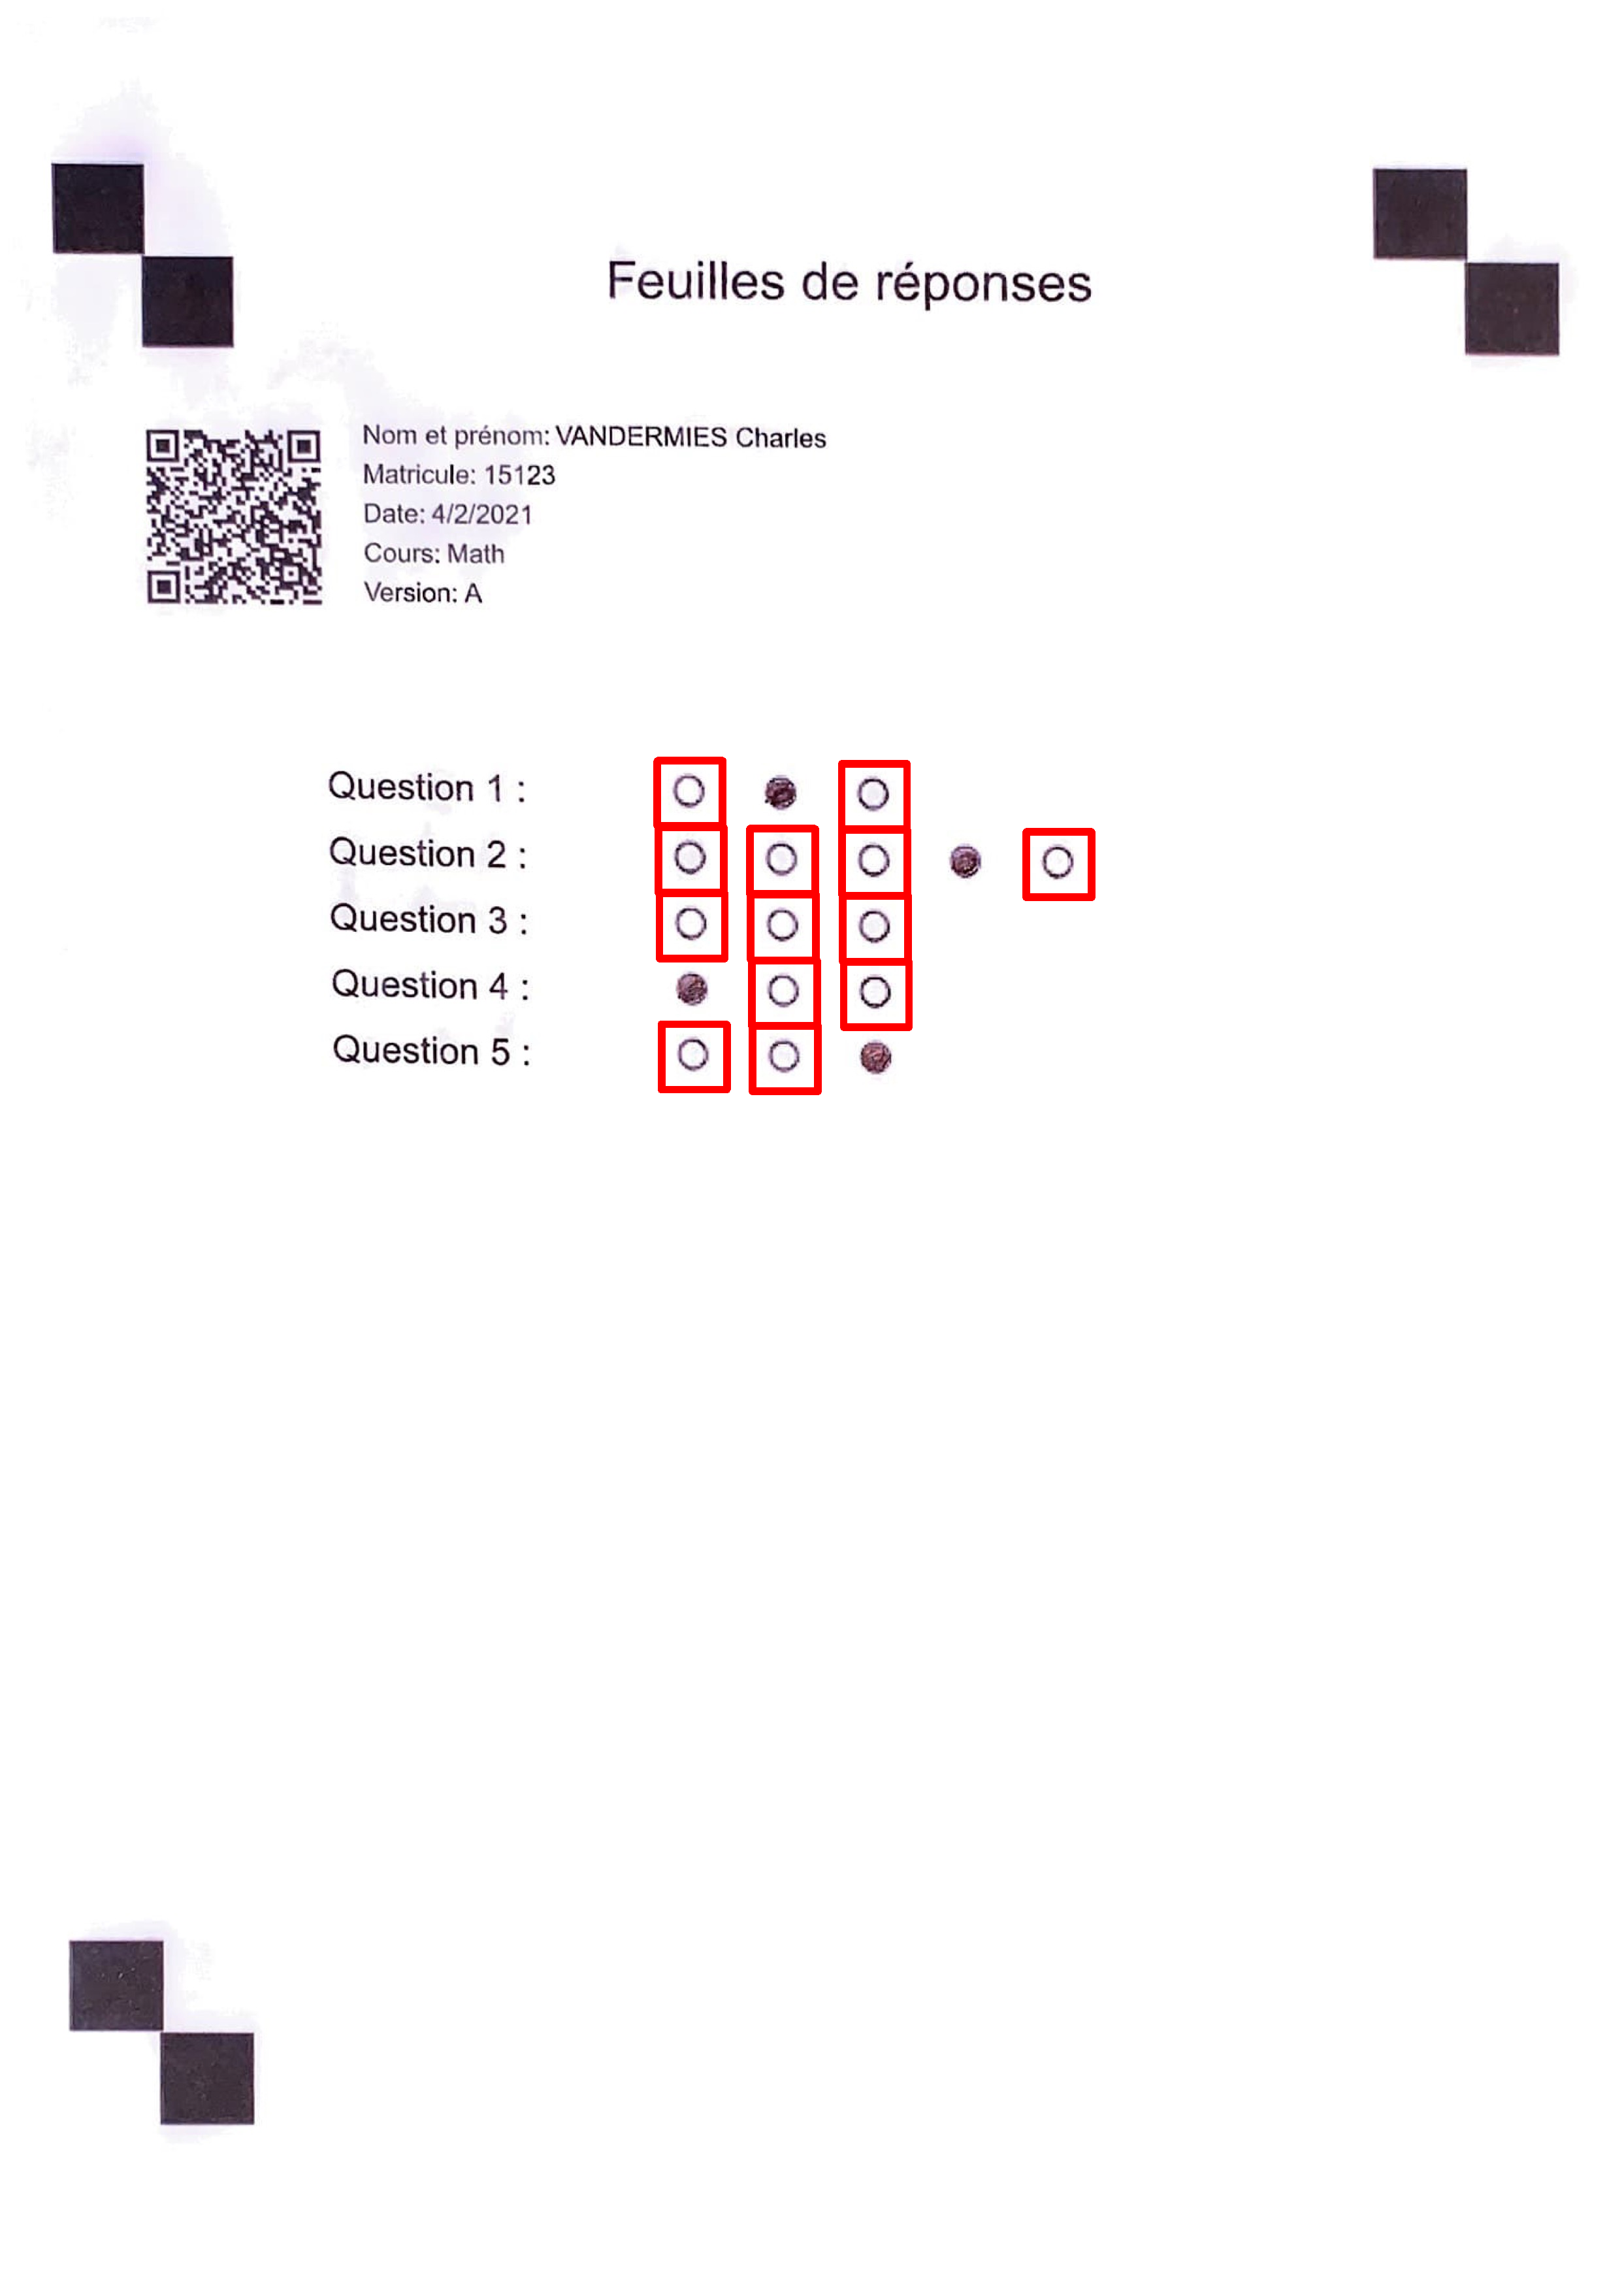 Feuilles de réponses
Nom et prénom: VANDERMIES Charles
Matricule: 15123
Date: 4/2/2021
Cours: Math
Version: A
Question 1 :
Question 2 :
Question 3 :
Question 4 :
Question 5 :